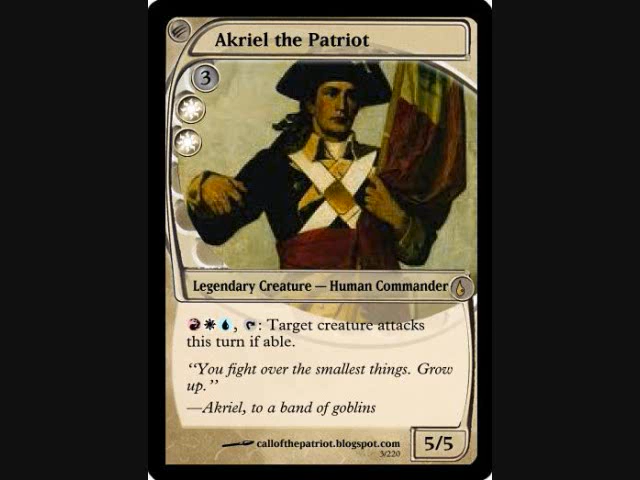 Akriel the Patriot
3
Legendary Creature — Human Commander
: Target creature attacks
this turn if able.
“You fight over the smallest things. Grow
up.”
—Akriel, to a band of goblins
callofthepatriot.blogspot.com
3/220
5/5